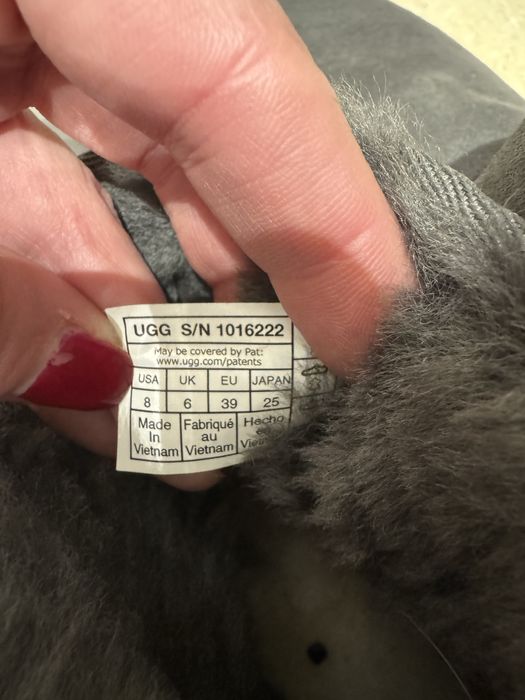 UGG S/N 1016222
May be covered by Pat:
www.ugg.com/patents
USA UK EU JAPAN
8 6 39 25
Made Fabriqué Hecho
In au
Vietnam Vietnam